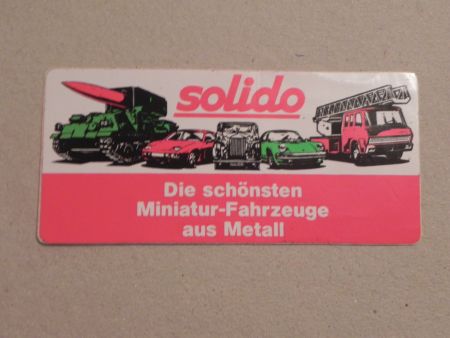 solido
Die schönsten
Miniatur-Fahrzeuge
aus Metall